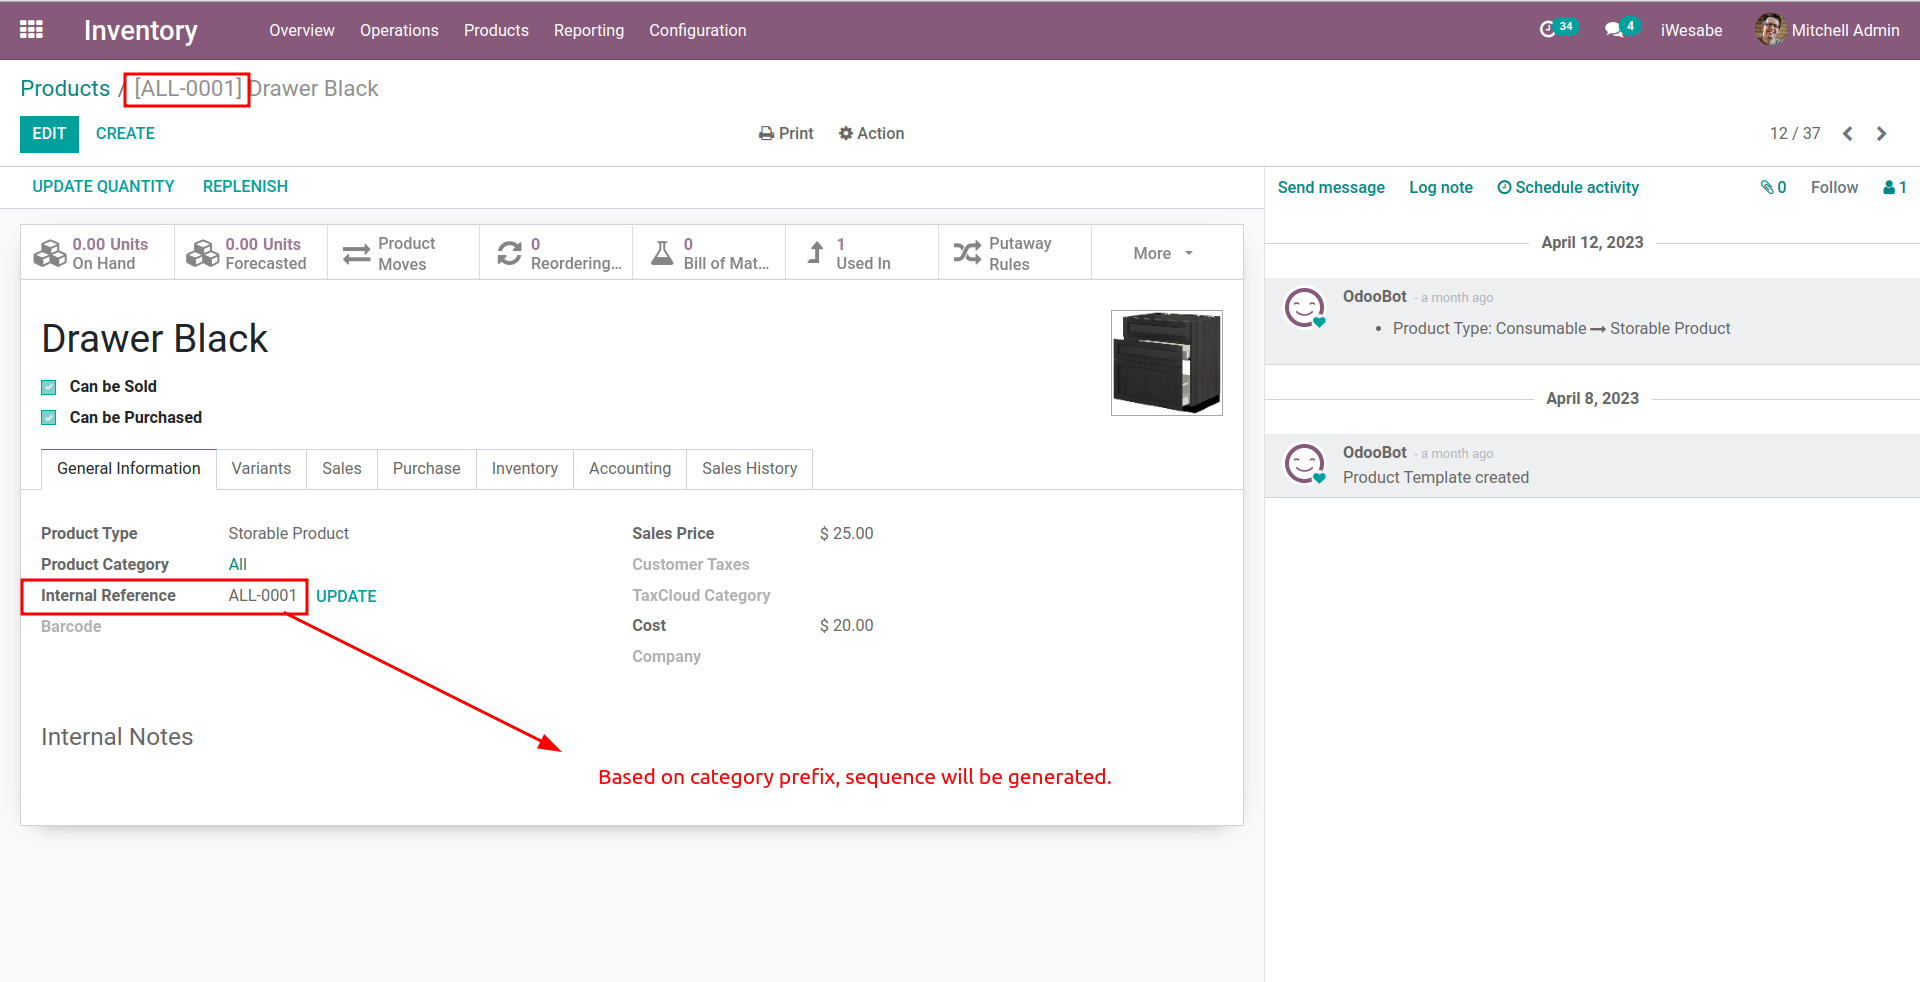 Inventory Overview Operations Products Reporting Configuration 34 4 iWesabe Mitchell Admin
Products / [ALL-0001] Drawer Black
EDIT CREATE Print Action 12 / 37
UPDATE QUANTITY REPLENISH
Send message Log note Schedule activity 0 Follow 1
0.00 Units
On Hand
0.00 Units
Forecasted
Product
Moves
0
Reordering...
0
Bill of Mat...
1
Used In
Putaway
Rules
More
Drawer Black
Can be Sold
Can be Purchased
General Information Variants Sales Purchase Inventory Accounting Sales History
Product Type Storable Product
Product Category All
Internal Reference ALL-0001 UPDATE
Barcode
Sales Price $ 25.00
Customer Taxes
TaxCloud Category
Cost $ 20.00
Company
Internal Notes
Based on category prefix, sequence will be generated.
April 12, 2023
OdooBot - a month ago
• Product Type: Consumable → Storable Product
April 8, 2023
OdooBot - a month ago
Product Template created